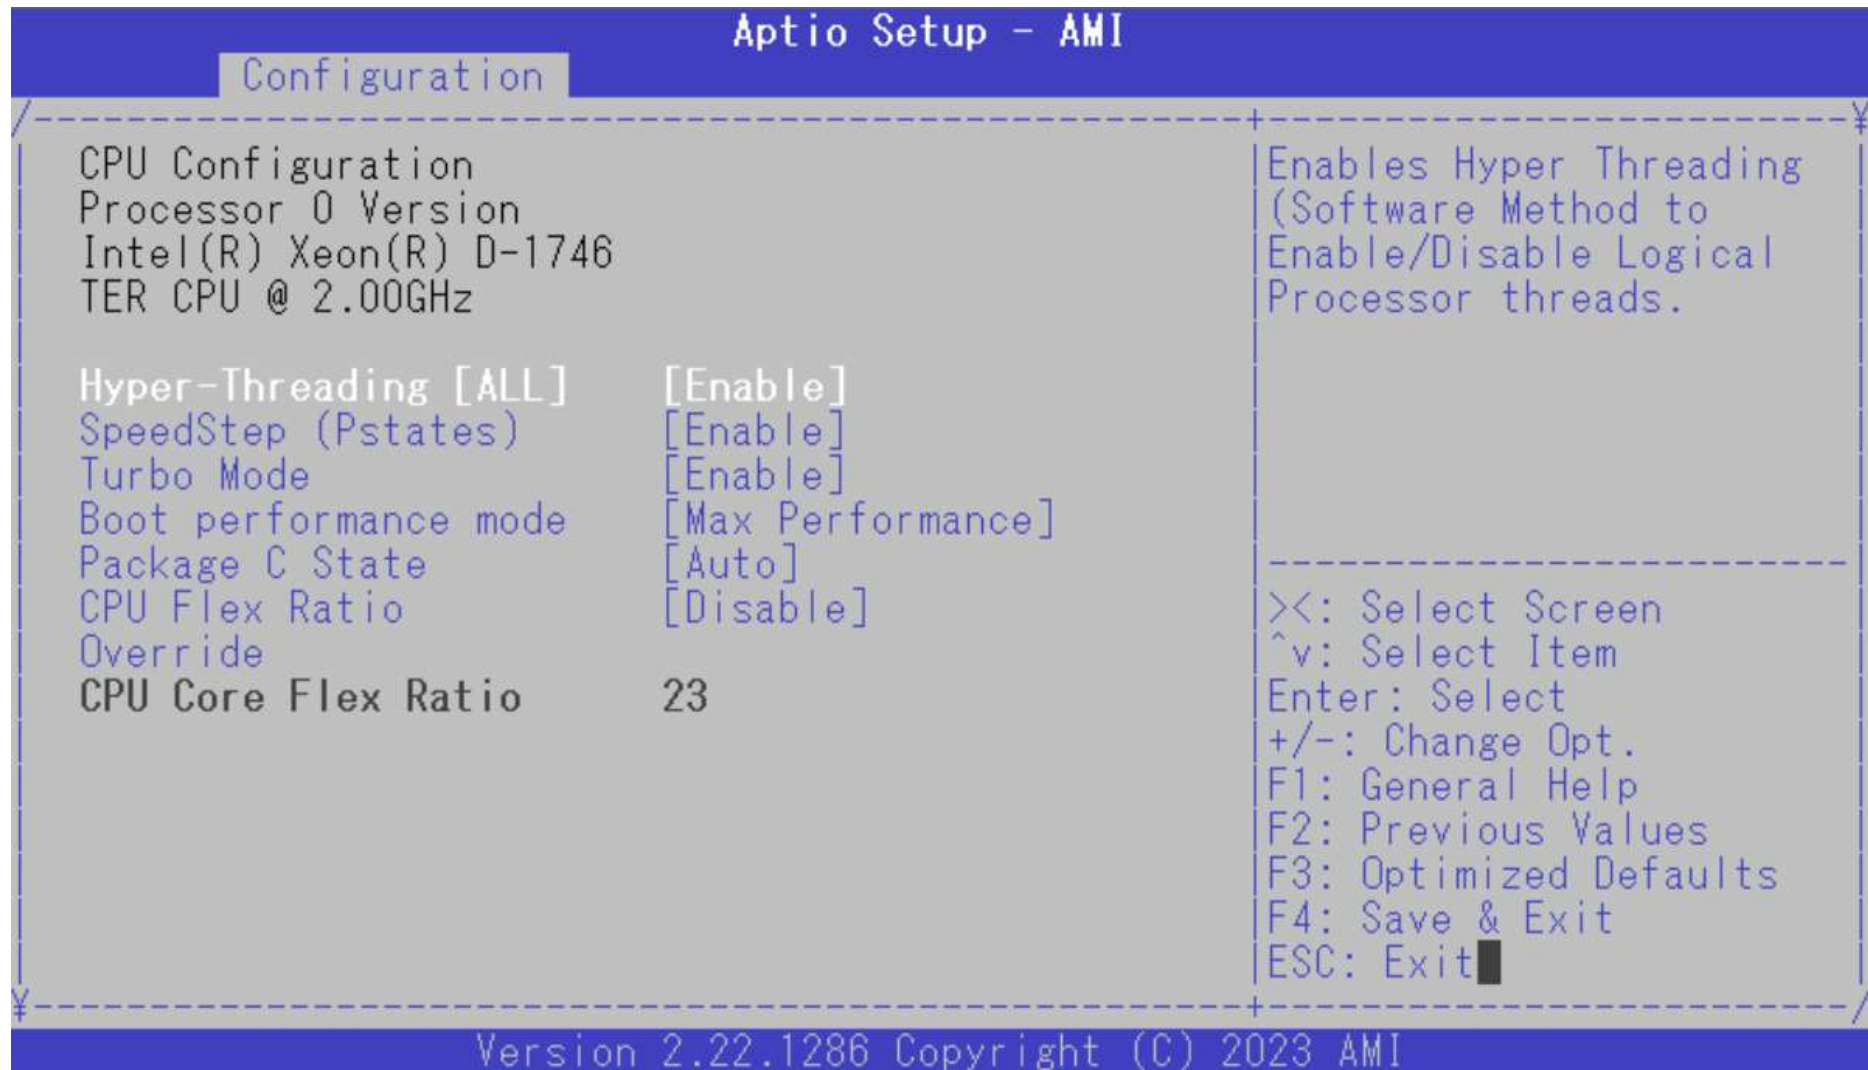 Aptio Setup - AMI
Configuration
CPU Configuration
Processor 0 Version
Intel(R) Xeon(R) D-1746
TER CPU @ 2.00GHz
Hyper-Threading [ALL] [Enable]
SpeedStep (Pstates) [Enable]
Turbo Mode [Enable]
Boot performance mode [Max Performance]
Package C State [Auto]
CPU Flex Ratio [Disable]
Override
CPU Core Flex Ratio 23
Enables Hyper Threading
(Software Method to
Enable/Disable Logical
Processor threads.
><: Select Screen
^v: Select Item
Enter: Select
+/-: Change Opt.
F1: General Help
F2: Previous Values
F3: Optimized Defaults
F4: Save & Exit
ESC: Exit
Version 2.22.1286 Copyright (C) 2023 AMI